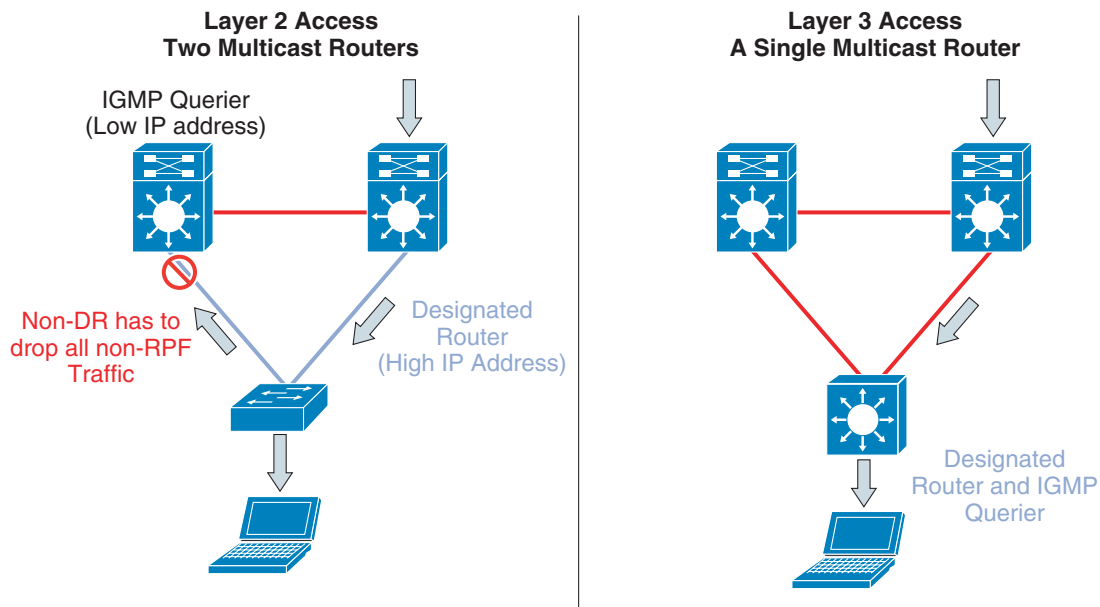 Layer 2 Access
Two Multicast Routers
IGMP Querier
(Low IP address)
Non-DR has to
drop all non-RPF
Traffic
Designated
Router
(High IP Address)
Layer 3 Access
A Single Multicast Router
Designated
Router and IGMP
Querier